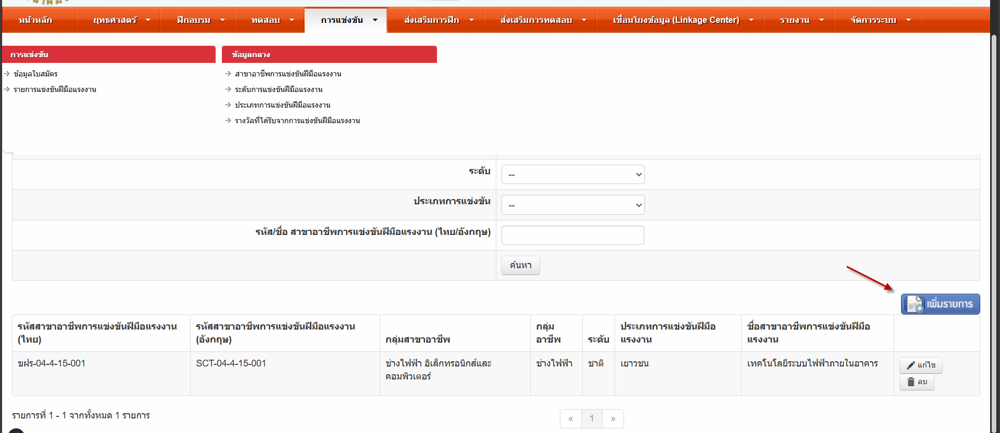 หน้าหลัก ยุทธศาสตร์ ฝึกอบรม ทดสอบ การแข่งขัน ส่งเสริมการฝึก ส่งเสริมการทดสอบ เชื่อมโยงข้อมูล (Linkage Center) รายงาน จัดการระบบ
การแข่งขัน
ข้อมูลใบสมัคร
รายการแข่งขันฝีมือแรงงาน
ข้อมูลกลาง
สาขาอาชีพการแข่งขันฝีมือแรงงาน
ระดับการแข่งขันฝีมือแรงงาน
ประเภทการแข่งขันฝีมือแรงงาน
รางวัลที่ได้รับจากการแข่งขันฝีมือแรงงาน
ระดับ --
ประเภทการแข่งขัน --
รหัส/ชื่อ สาขาอาชีพการแข่งขันฝีมือแรงงาน (ไทย/อังกฤษ)
ค้นหา
เพิ่มรายการ
รหัสสาขาอาชีพการแข่งขันฝีมือแรงงาน
(ไทย)
รหัสสาขาอาชีพการแข่งขันฝีมือแรงงาน
(อังกฤษ)
กลุ่มสาขาอาชีพ
กลุ่ม
อาชีพ
ระดับ
ประเภทการแข่งขันฝีมือ
แรงงาน
ชื่อสาขาอาชีพการแข่งขันฝีมือ
แรงงาน
ขฝร-04-4-15-001
SCT-04-4-15-001
ช่างไฟฟ้า อิเล็กทรอนิกส์และ
คอมพิวเตอร์
ช่างไฟฟ้า
ชาติ
เยาวชน
เทคโนโลยีระบบไฟฟ้าภายในอาคาร
แก้ไข
ลบ
รายการที่ 1 - 1 จากทั้งหมด 1 รายการ
« 1 »